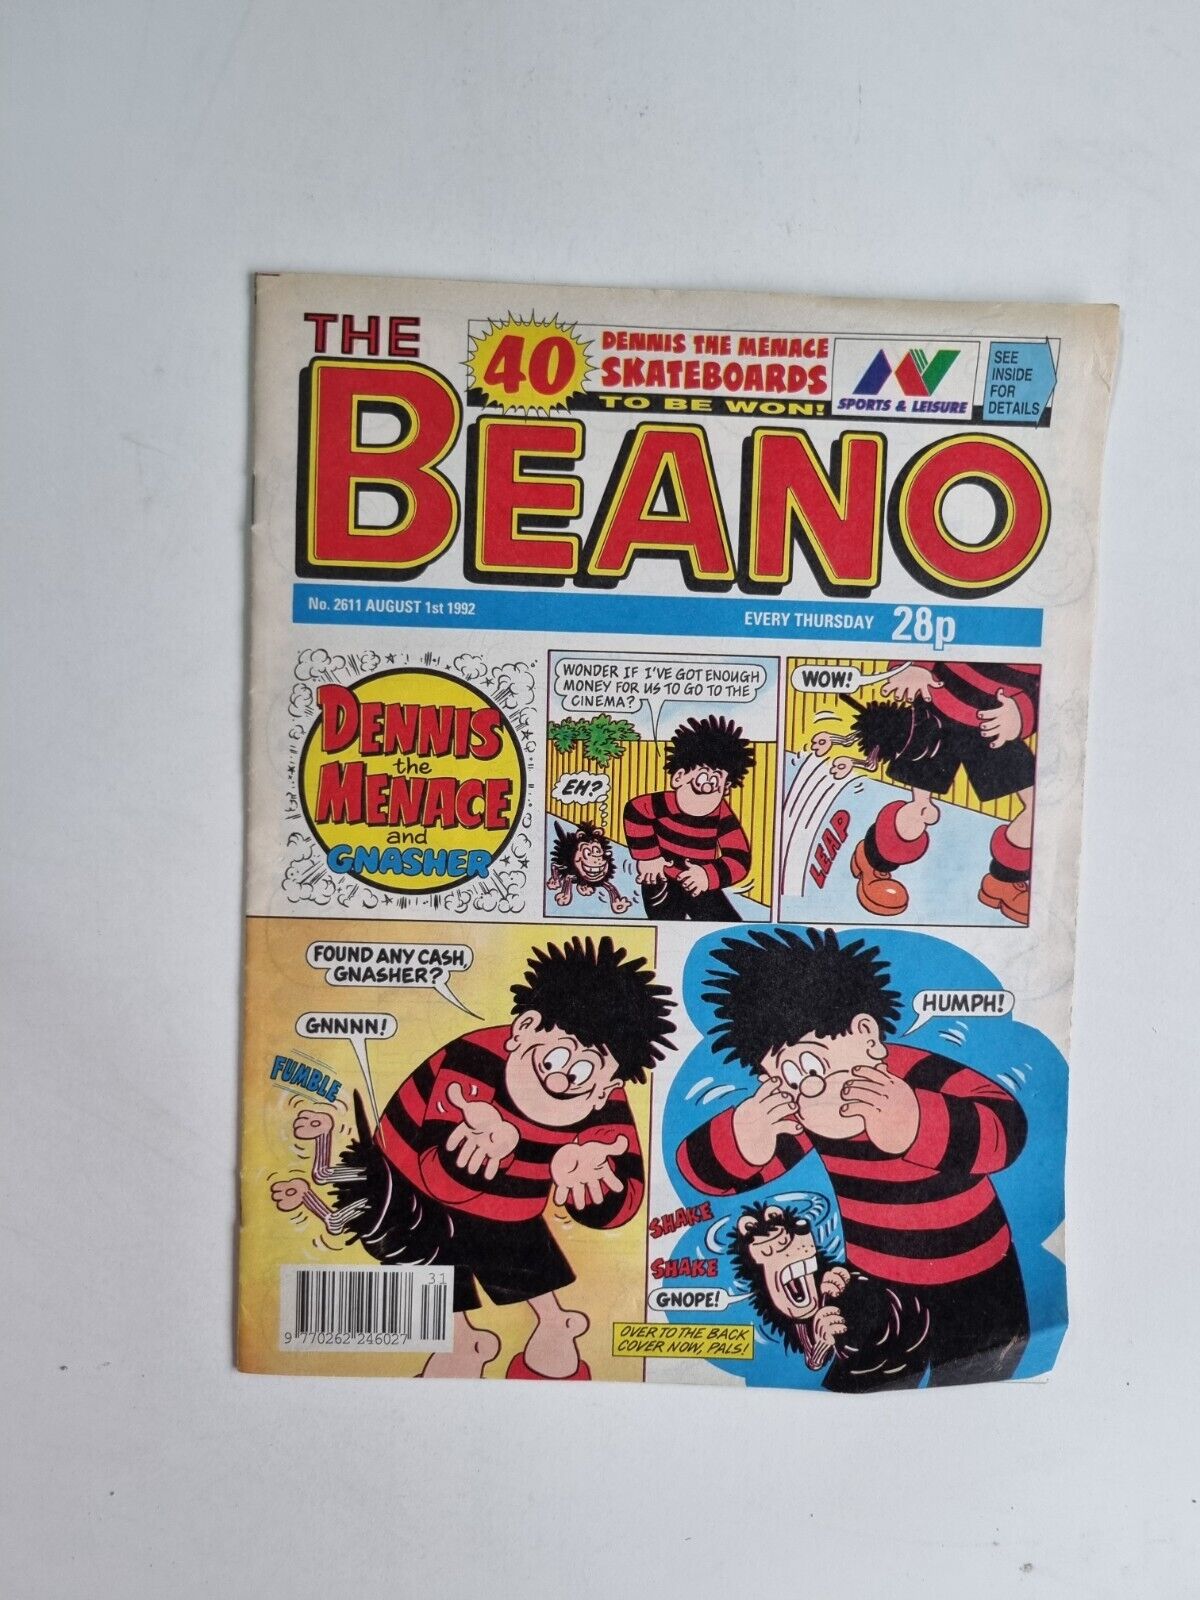 THE
BEANO
40
DENNIS THE MENACE
SKATEBOARDS
TO BE WON!
SPORTS & LEISURE
SEE
INSIDE
FOR
DETAILS
No. 2611 AUGUST 1st 1992
EVERY THURSDAY 28p
DENNIS
the
MENACE
and
GNASHER
WONDER IF I'VE GOT ENOUGH
MONEY FOR US TO GO TO THE
CINEMA?
EH?
WOW!
LEAP
FOUND ANY CASH,
GNASHER?
GNNNN!
FUMBLE
HUMPH!
SHAKE
SHAKE
GNOPE!
OVER TO THE BACK
COVER NOW, PALS!
31
9 770262 246027